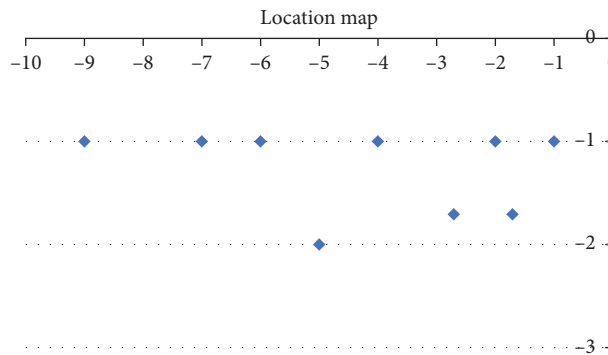 Location map
0
–10 –9 –8 –7 –6 –5 –4 –3 –2 –1
–1
–2
–3